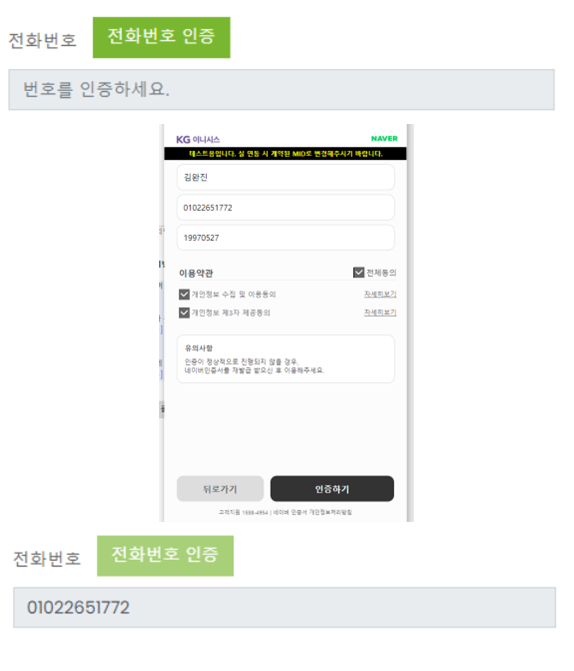 전화번호 전화번호 인증
번호를 인증하세요.
KG 이니시스 NAVER
테스트용입니다. 실 연동 시 계약된 MID로 변경해주시기 바랍니다.
김완진
01022651772
19970527
이용약관 전체동의
개인정보 수집 및 이용동의 자세히보기
개인정보 제3자 제공동의 자세히보기
유의사항
인증이 정상적으로 진행되지 않을 경우,
네이버인증서를 재발급 받으신 후 이용해주세요.
뒤로가기 인증하기
고객지원 1588-4954 | 네이버 인증서 개인정보처리방침
전화번호 전화번호 인증
01022651772